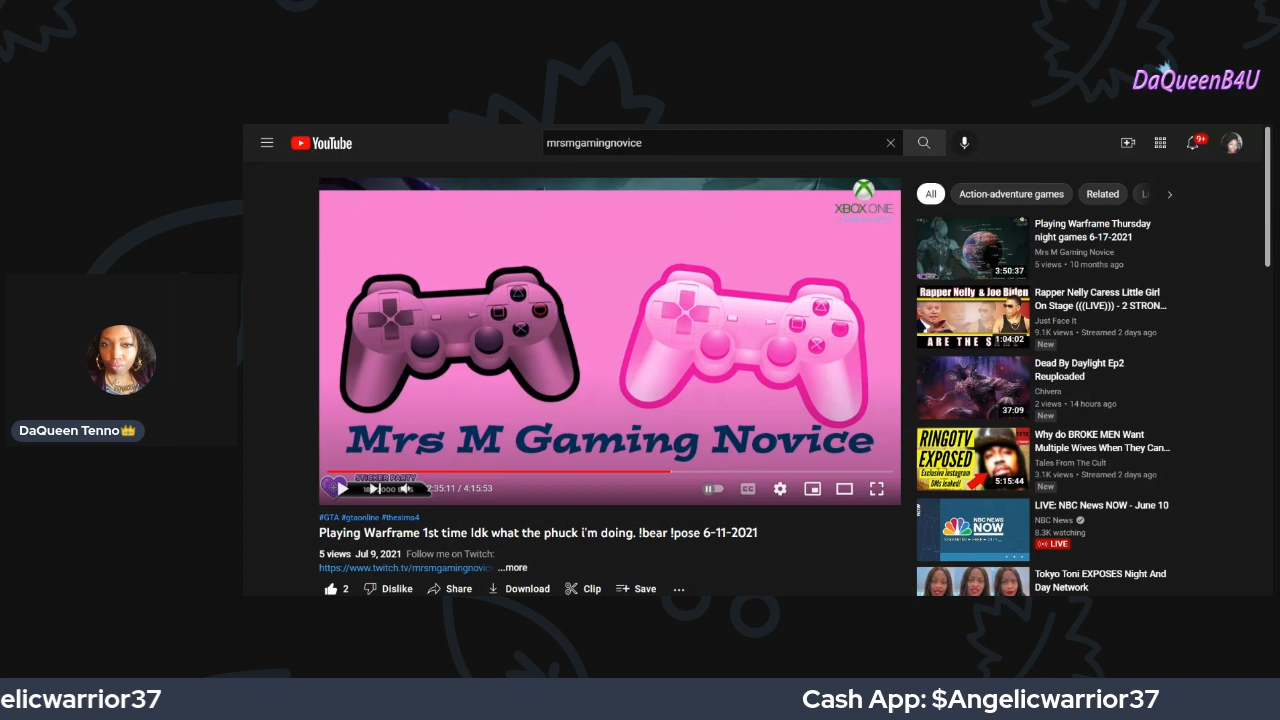 DaQueenB4U
YouTube
mrsmgamingnovice
9+
XBOX ONE
Mrs M Gaming Novice
STICKER PARTY
2:35:11 / 4:15:53
#GTA #gtaonline #thesims4
Playing Warframe 1st time Idk what the phuck i'm doing. !bear !pose 6-11-2021
5 views Jul 9, 2021 Follow me on Twitch:
https://www.twitch.tv/mrsmgamingnovic ...more
2 Dislike Share Download Clip Save ...
All Action-adventure games Related
Playing Warframe Thursday
night games 6-17-2021
Mrs M Gaming Novice
5 views • 10 months ago
3:50:37
Rapper Nelly & Joe Biden
ARE THE S
1:04:02
Rapper Nelly Caress Little Girl
On Stage (((LIVE))) - 2 STRON...
Just Face It
9.1K views • Streamed 2 days ago
New
37:09
Dead By Daylight Ep2
Reuploaded
Chivera
2 views • 14 hours ago
New
RINGOTV
EXPOSED
Exclusive Instagram
DMs leaked!
5:15:44
Why do BROKE MEN Want
Multiple Wives When They Can...
Tales From The Cult
3.1K views • Streamed 2 days ago
New
NBC NEWS
NOW
LIVE: NBC News NOW - June 10
NBC News
8.3K watching
LIVE
Tokyo Toni EXPOSES Night And
Day Network
DaQueen Tenno👑
elicwarrior37
Cash App: $Angelicwarrior37